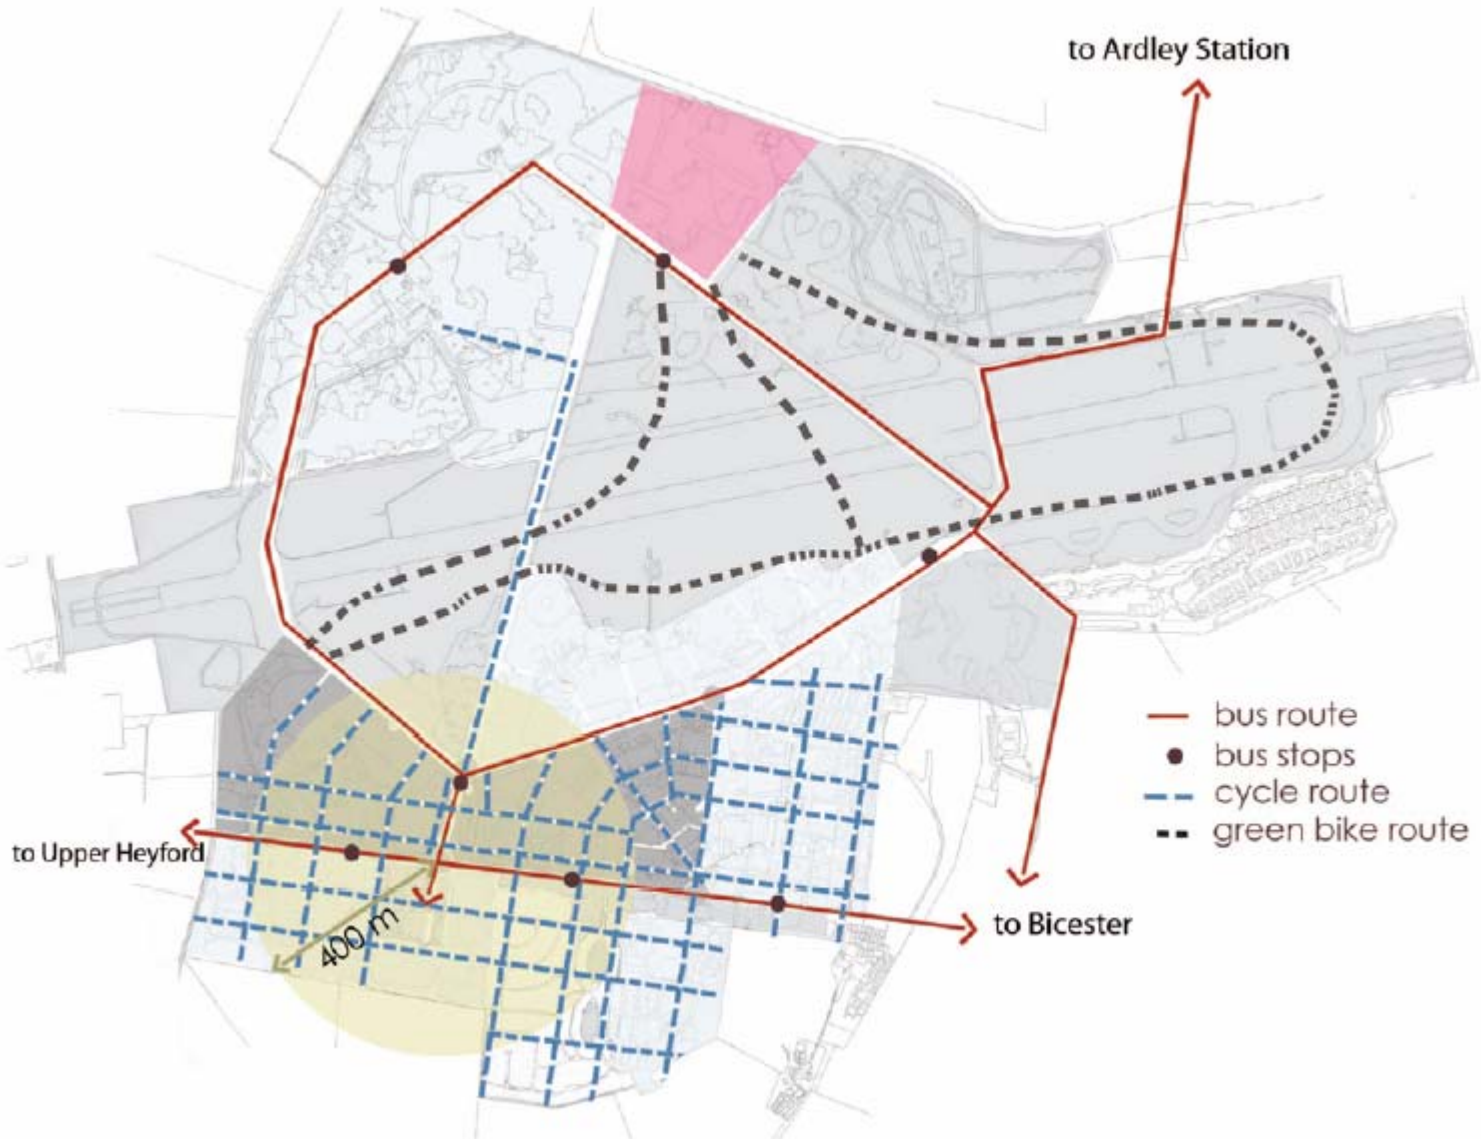 to Ardley Station
bus route
bus stops
cycle route
green bike route
to Upper Heyford
400 m
to Bicester